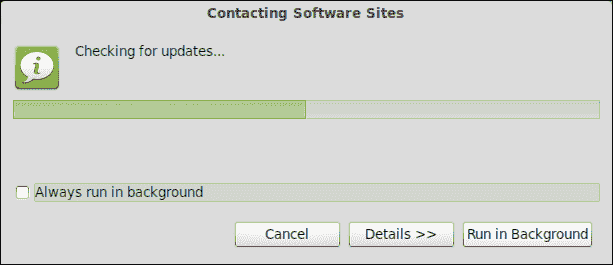 Contacting Software Sites
Checking for updates...
Always run in background
Cancel
Details >>
Run in Background